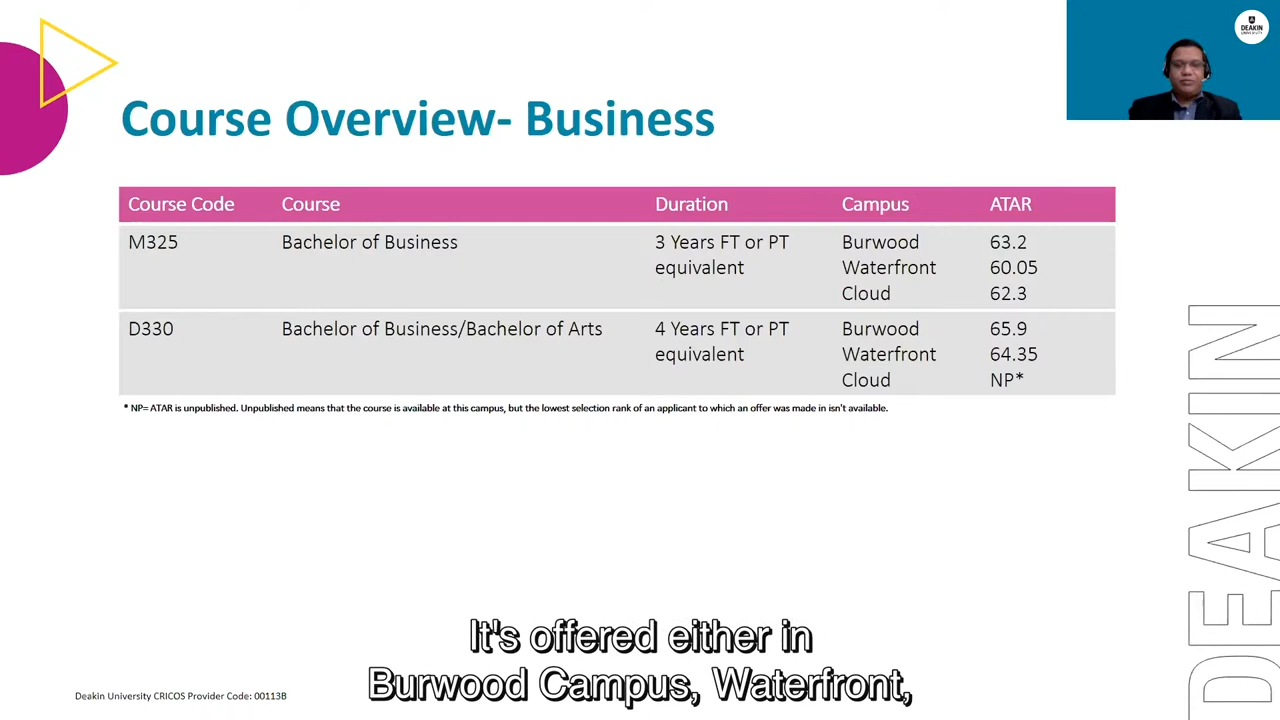 DEAKIN
UNIVERSITY
Course Overview- Business
Course Code Course Duration Campus ATAR
M325 Bachelor of Business 3 Years FT or PT Burwood 63.2
equivalent Waterfront 60.05
Cloud 62.3
D330 Bachelor of Business/Bachelor of Arts 4 Years FT or PT Burwood 65.9
equivalent Waterfront 64.35
Cloud NP*
* NP= ATAR is unpublished. Unpublished means that the course is available at this campus, but the lowest selection rank of an applicant to which an offer was made in isn't available.
DEAKIN
It's offered either in
Burwood Campus, Waterfront,
Deakin University CRICOS Provider Code: 00113B